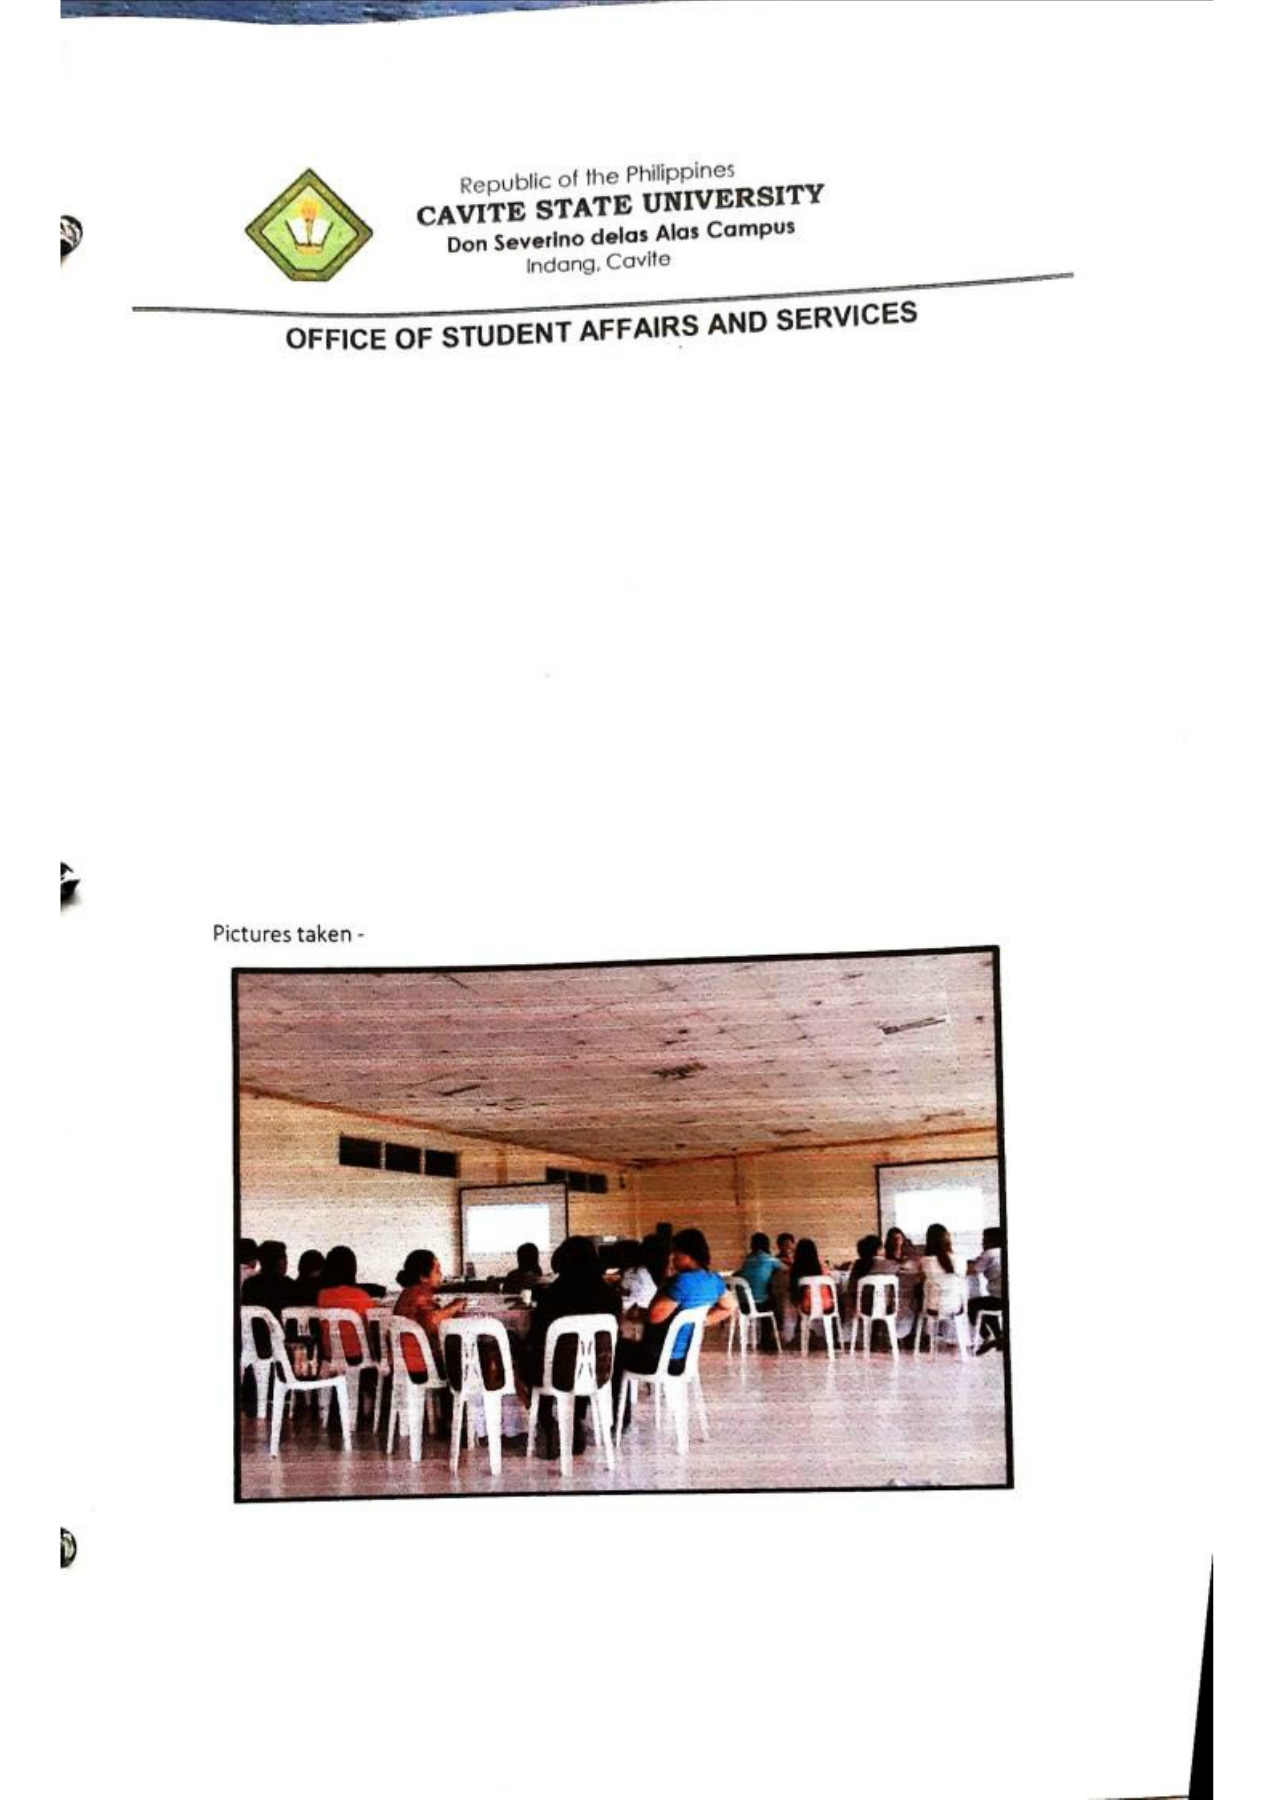 Republic of the Philippines
CAVITE STATE UNIVERSITY
Don Severino delas Alas Campus
Indang, Cavite
OFFICE OF STUDENT AFFAIRS AND SERVICES
Pictures taken -